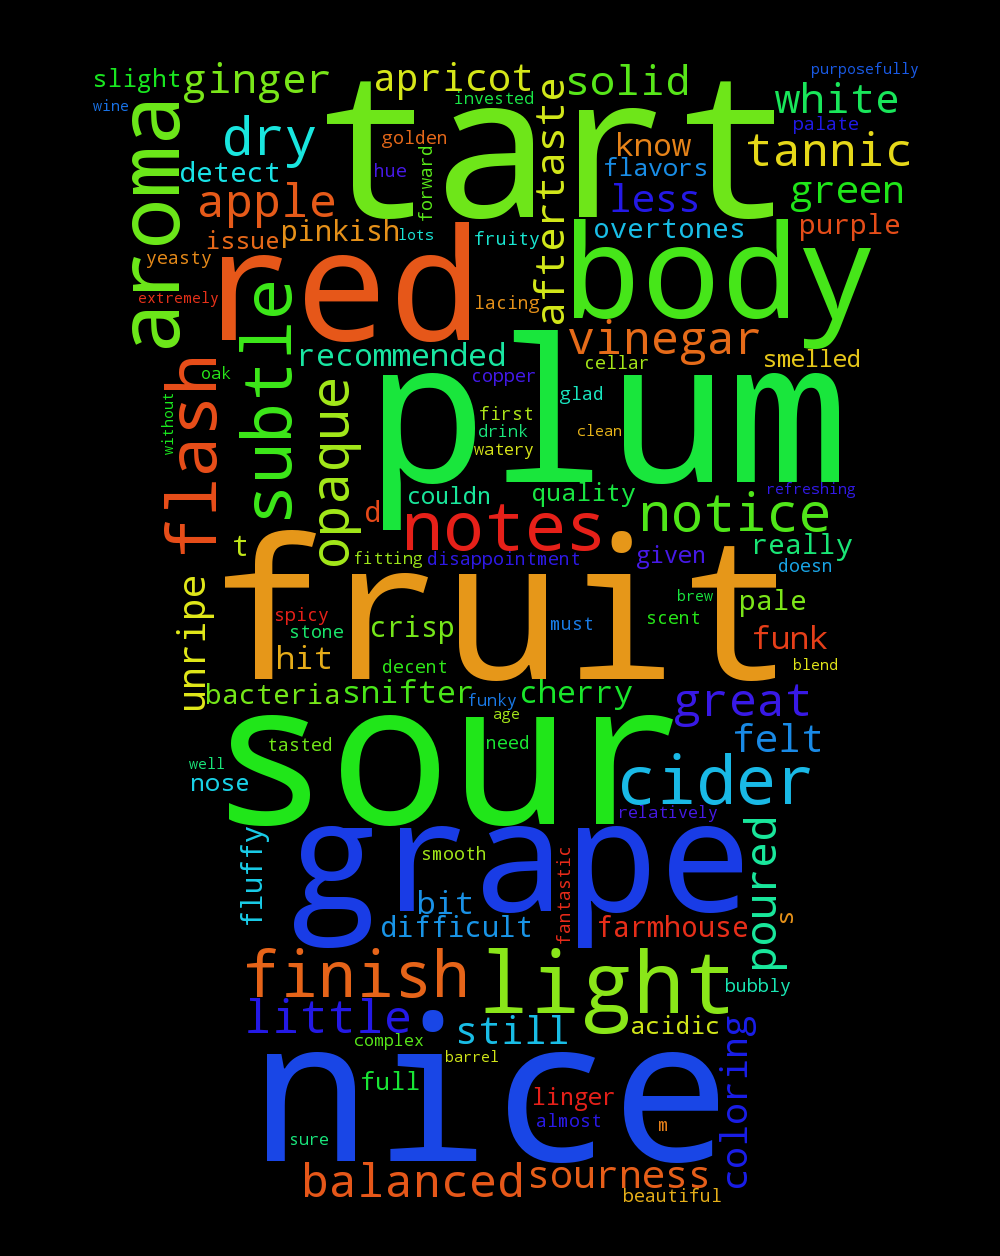 purposefully
slight
ginger
apricot
solid
invested
white
wine
aroma
tart
aftertaste
palate
dry
golden
know
tannic
detect
hue
forward
flavors
apple
less
green
issue
pinkish
lots
fruity
overtones
purple
yeasty
red
body
extremely
lacing
subtle
vinegar
recommended
smelled
flash
oak
copper
cellar
plum
opaque
glad
without
first
drink
clean
watery
couldn
quality
refreshing
d
notes
notice
t
fitting
disappointment
given
really
doesn
fruit
unripe
spicy
stone
crisp
must
scent
brew
pale
hit
decent
funk
blend
bacteria
snifter
funky
cherry
great
age
sour
tasted
need
felt
well
nose
cider
relatively
grape
fluffy
smooth
fantastic
poured
bit
s
difficult
farmhouse
finish
light
bubbly
little
still
acidic
coloring
complex
barrel
nice
full
linger
almost
m
sure
balanced
sourness
beautiful